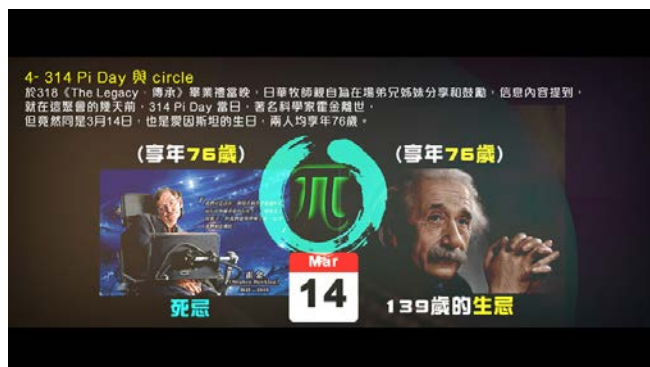 4- 314 Pi Day 與 circle
於318《The Legacy．傳承》畢業禮當晚，日華牧師親自為在場弟兄姊妹分享和鼓勵，信息內容提到，
就在這聚會的幾天前，314 Pi Day 當日，著名科學家霍金離世，
但竟然同是3月14日，也是愛因斯坦的生日，兩人均享年76歲。
(享年76歲)
(享年76歲)
π
霍金
Mar
14
死忌
139歲的生忌